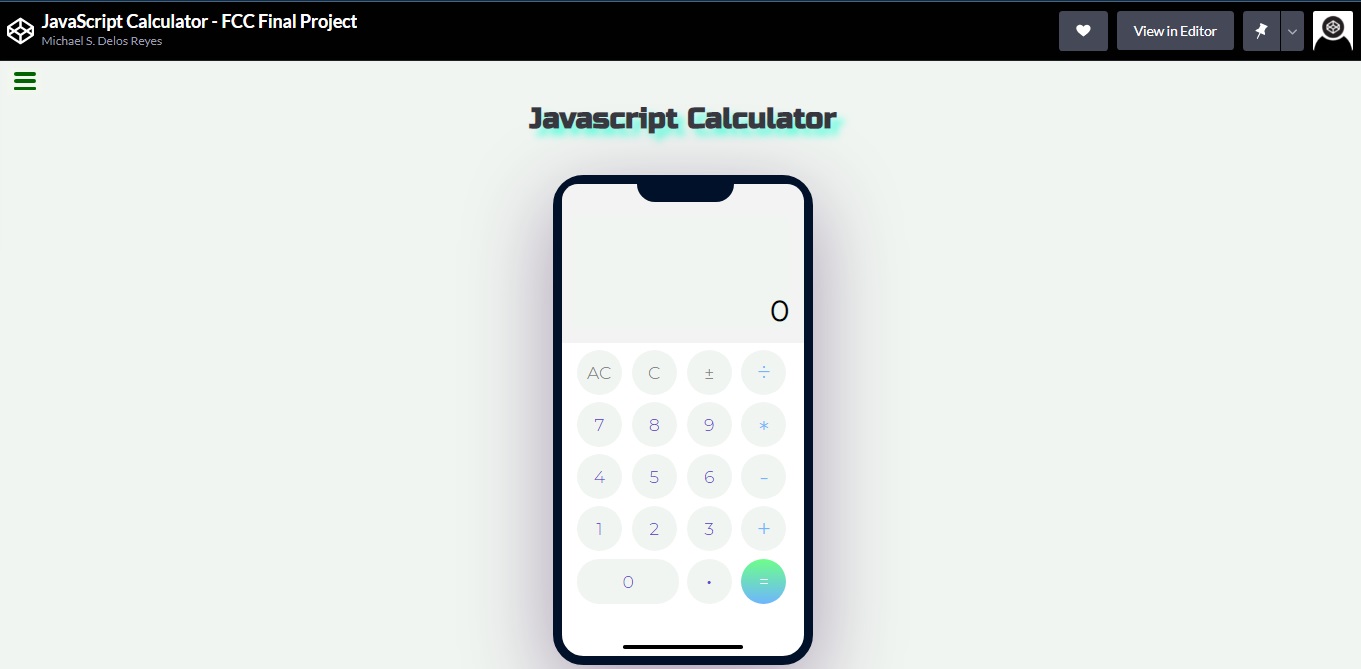 JavaScript Calculator - FCC Final Project
Michael S. Delos Reyes
View in Editor
Javascript Calculator
0
AC C ± ÷
7 8 9 *
4 5 6 -
1 2 3 +
0 . =